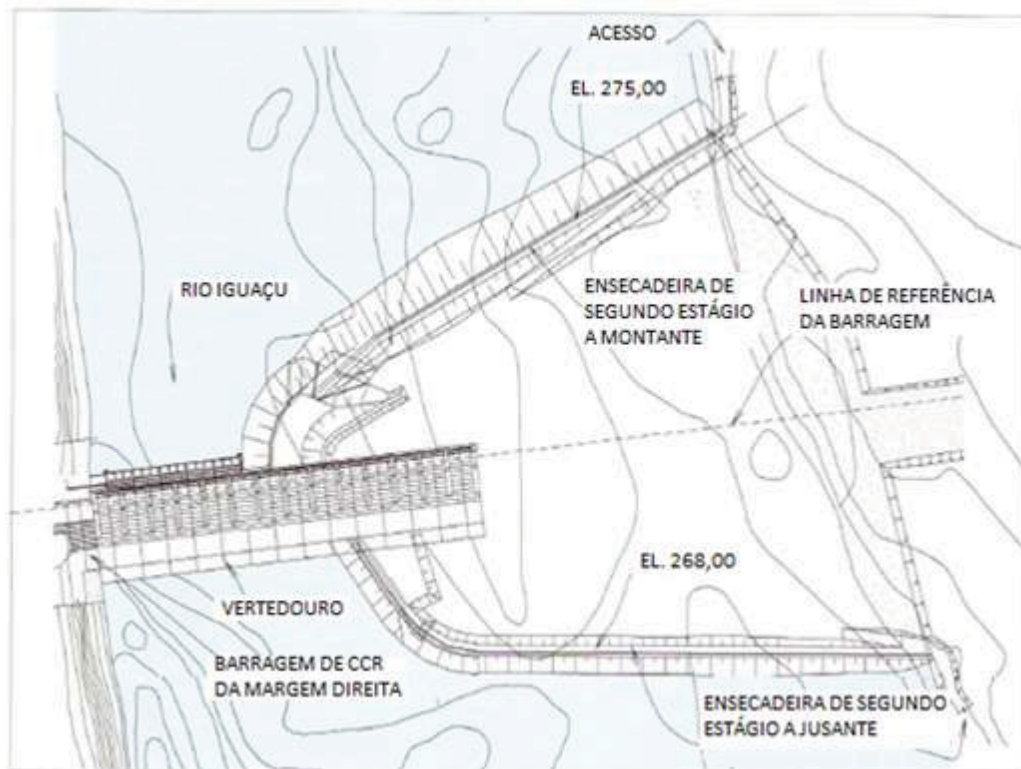 ACESSO
EL. 275,00
RIO IGUAÇU
ENSECADEIRA DE
SEGUNDO ESTÁGIO
A MONTANTE
LINHA DE REFERÊNCIA
DA BARRAGEM
EL. 268,00
VERTEDOURO
BARRAGEM DE CCR
DA MARGEM DIREITA
ENSECADEIRA DE SEGUNDO
ESTÁGIO A JUSANTE